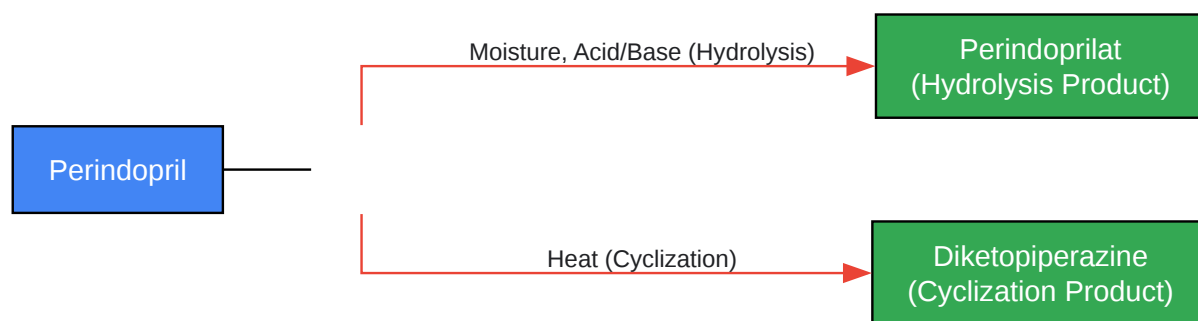 Perindopril
Moisture, Acid/Base (Hydrolysis)
Perindoprilat
(Hydrolysis Product)
Heat (Cyclization)
Diketopiperazine
(Cyclization Product)